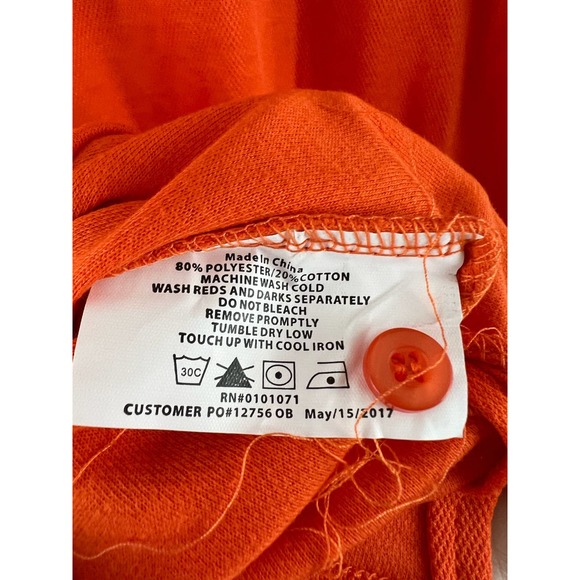 Made in China
80% POLYESTER/20% COTTON
MACHINE WASH COLD
WASH REDS AND DARKS SEPARATELY
DO NOT BLEACH
REMOVE PROMPTLY
TUMBLE DRY LOW
TOUCH UP WITH COOL IRON
30C
RN#0101071
CUSTOMER PO#12756 OB May/15/2017